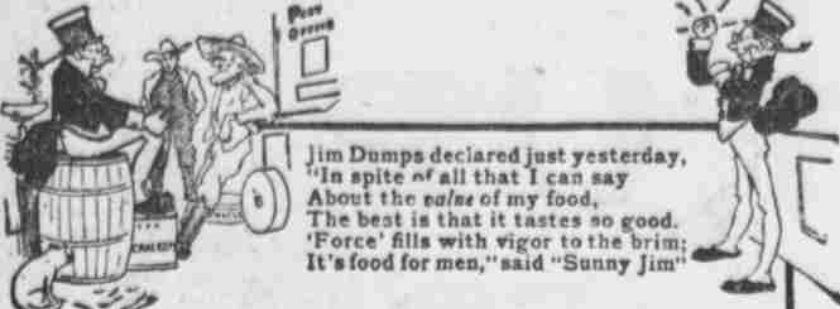 POST
OFFICE
CRACKERS
Jim Dumps declared just yesterday,
"In spite of all that I can say
About the value of my food,
The best is that it tastes so good.
'Force' fills with vigor to the brim;
It's food for men," said "Sunny Jim"